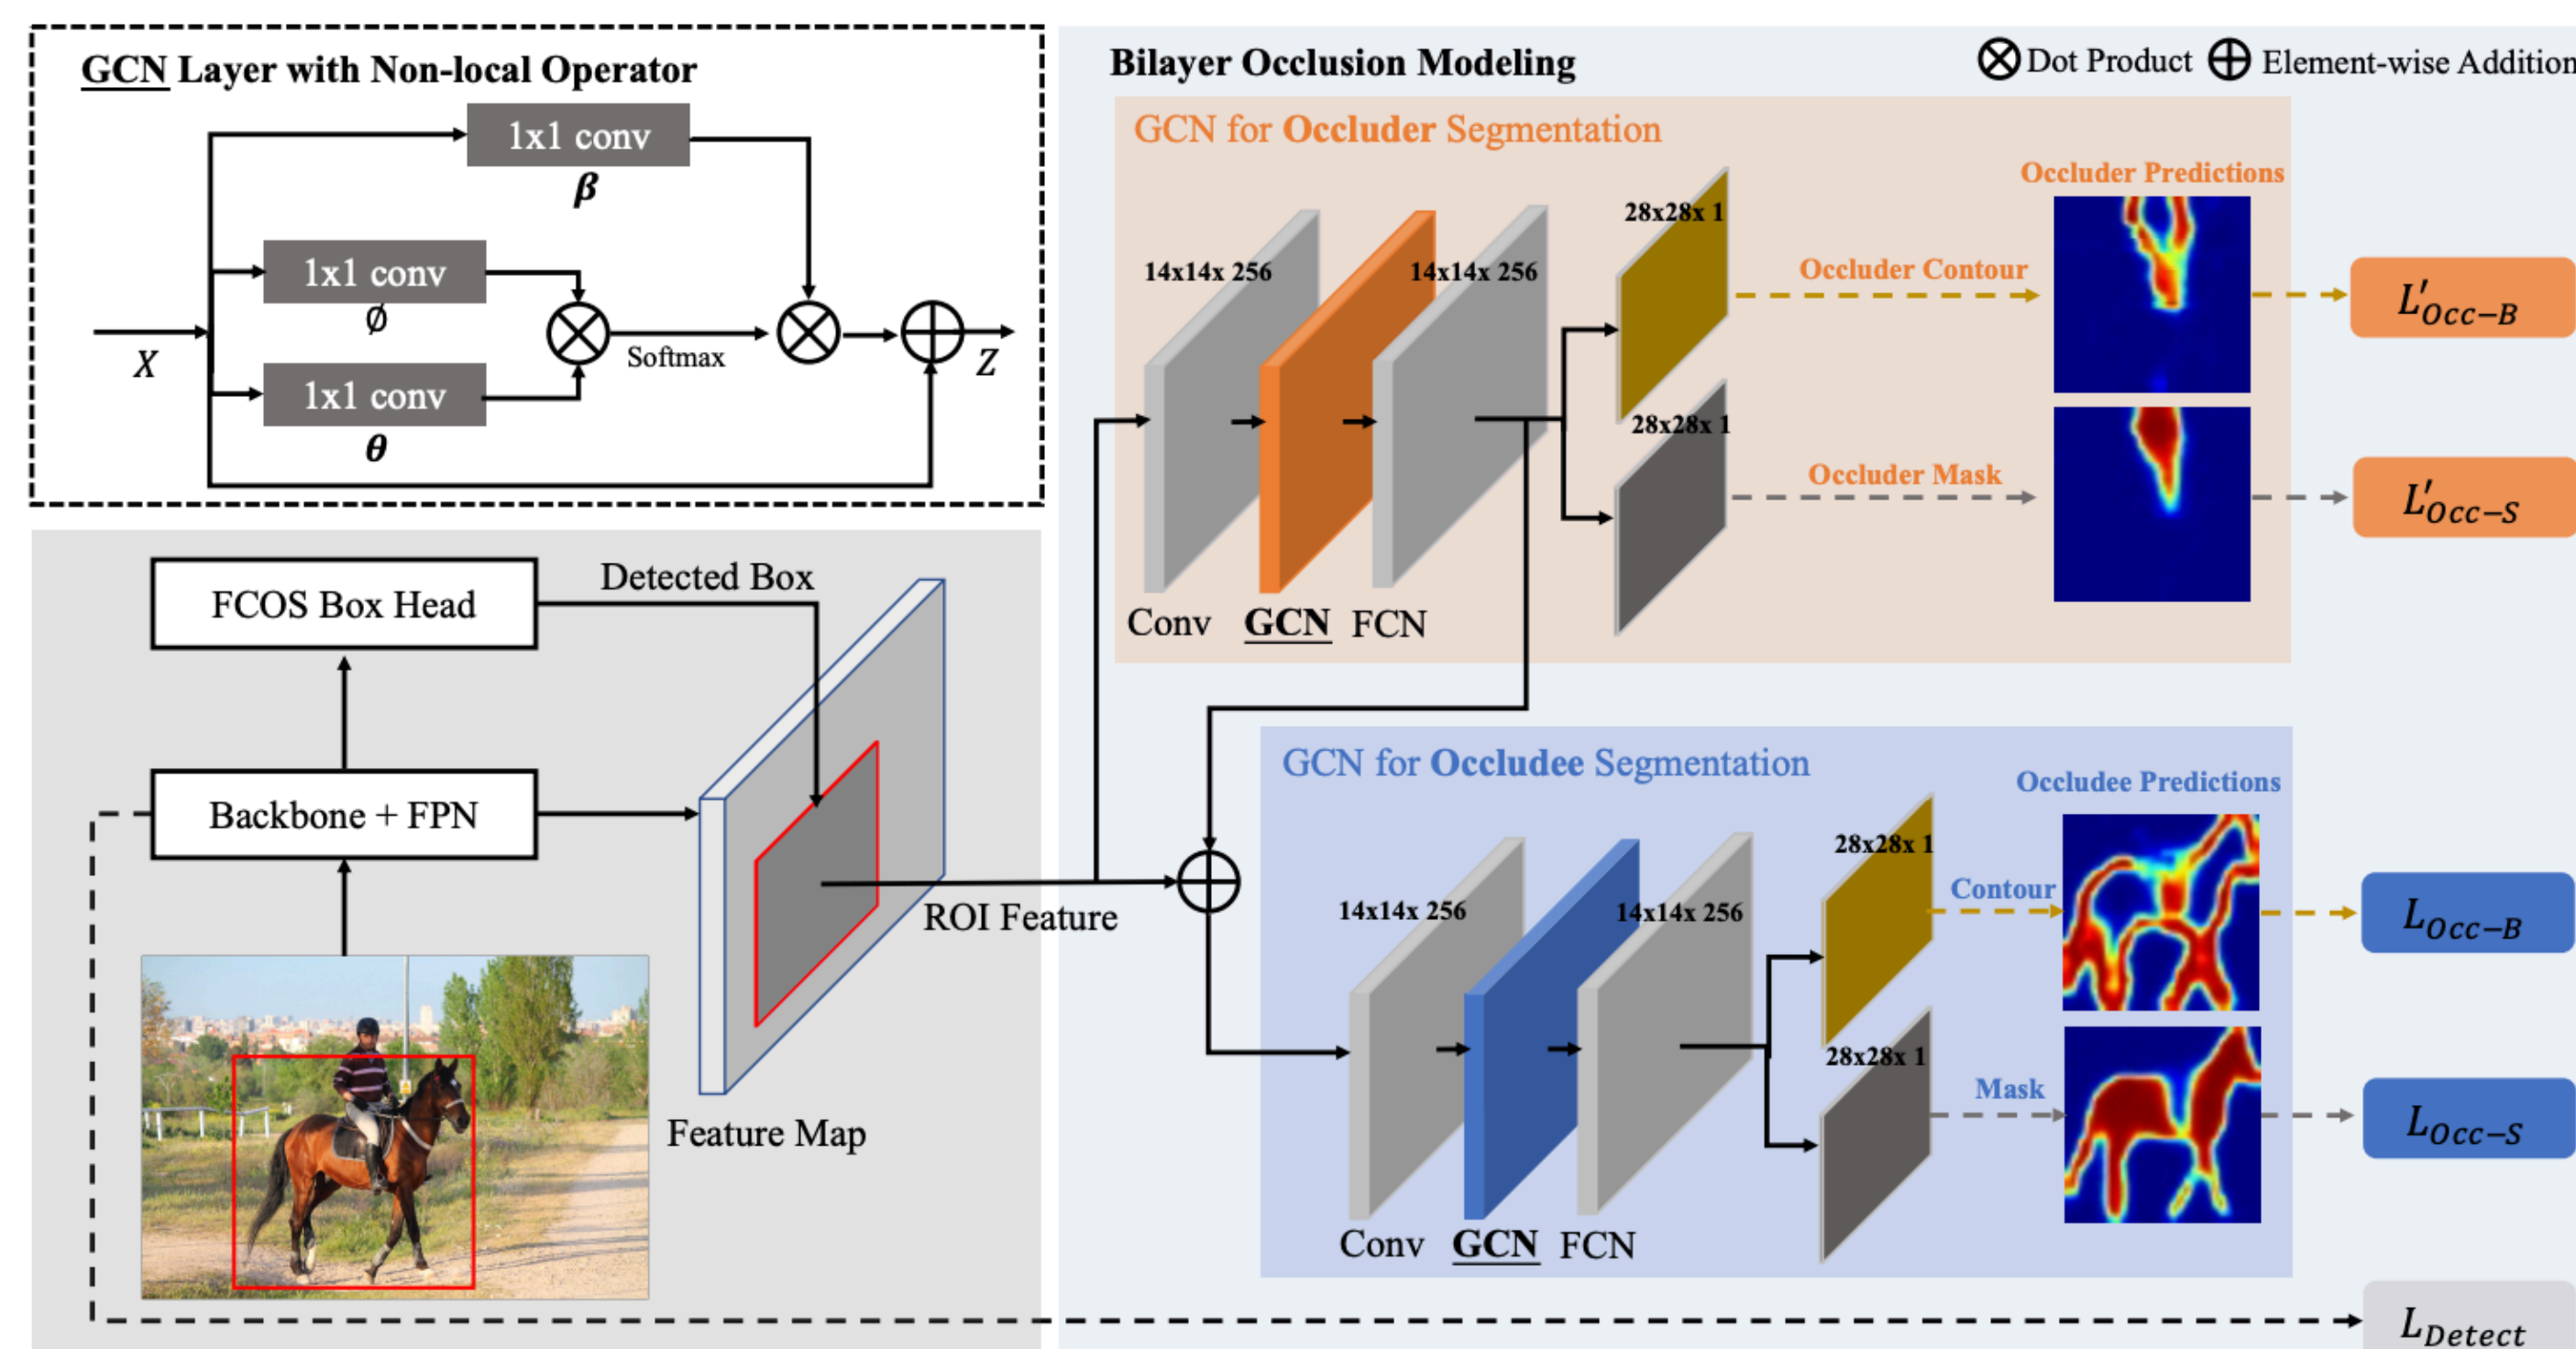 GCN Layer with Non-local Operator
1x1 conv
β
1x1 conv
∅
1x1 conv
θ
X
Softmax
Z
FCOS Box Head
Detected Box
Backbone + FPN
ROI Feature
Feature Map
Bilayer Occlusion Modeling
Dot Product
Element-wise Addition
GCN for Occluder Segmentation
14x14x 256
14x14x 256
28x28x 1
28x28x 1
Conv
GCN
FCN
Occluder Contour
Occluder Mask
Occluder Predictions
L′Occ−B
L′Occ−S
GCN for Occludee Segmentation
14x14x 256
14x14x 256
28x28x 1
28x28x 1
Conv
GCN
FCN
Contour
Mask
Occludee Predictions
LOcc−B
LOcc−S
LDetect